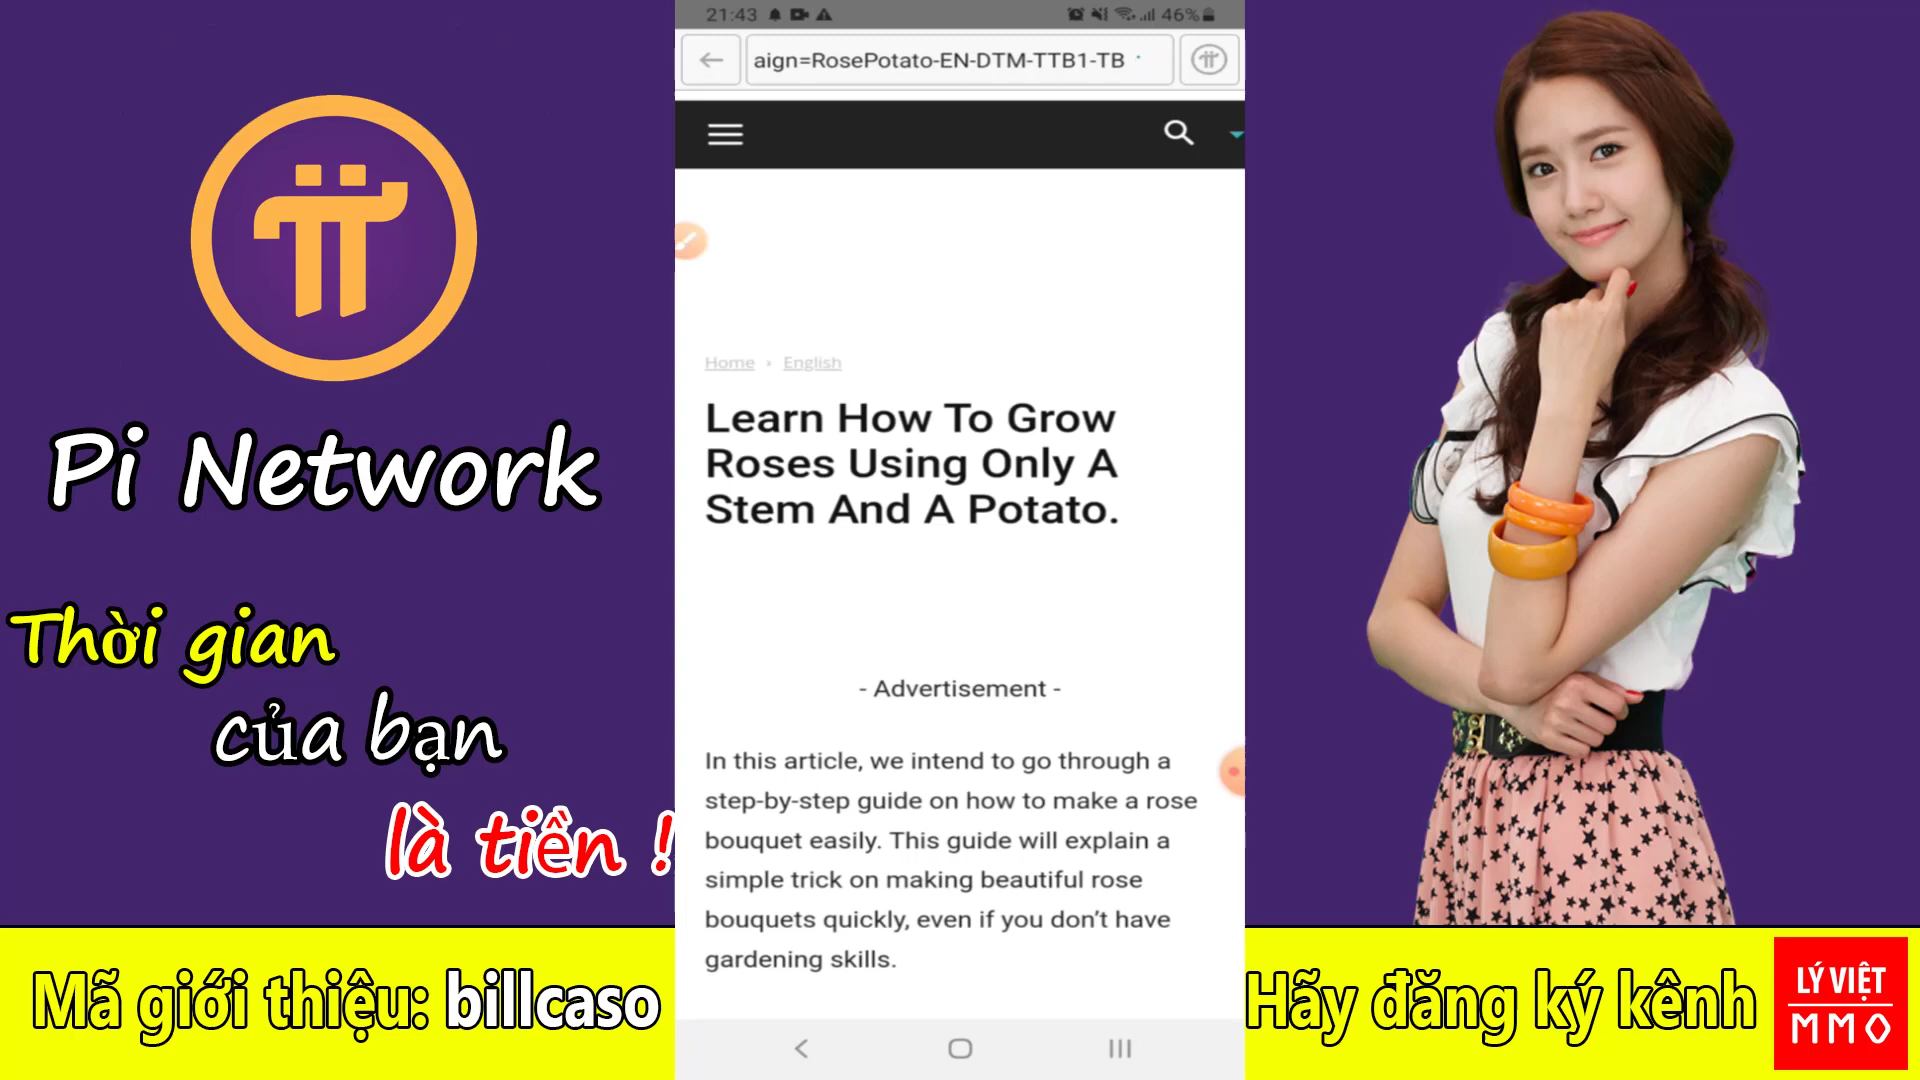 Pi Network
Thời gian
của bạn
là tiền !
Mã giới thiệu: billcaso
21:43
46%
aign=RosePotato-EN-DTM-TTB1-TB
Home › English
Learn How To Grow
Roses Using Only A
Stem And A Potato.
- Advertisement -
In this article, we intend to go through a
step-by-step guide on how to make a rose
bouquet easily. This guide will explain a
simple trick on making beautiful rose
bouquets quickly, even if you don’t have
gardening skills.
Hãy đăng ký kênh
LÝ VIỆT
MMO